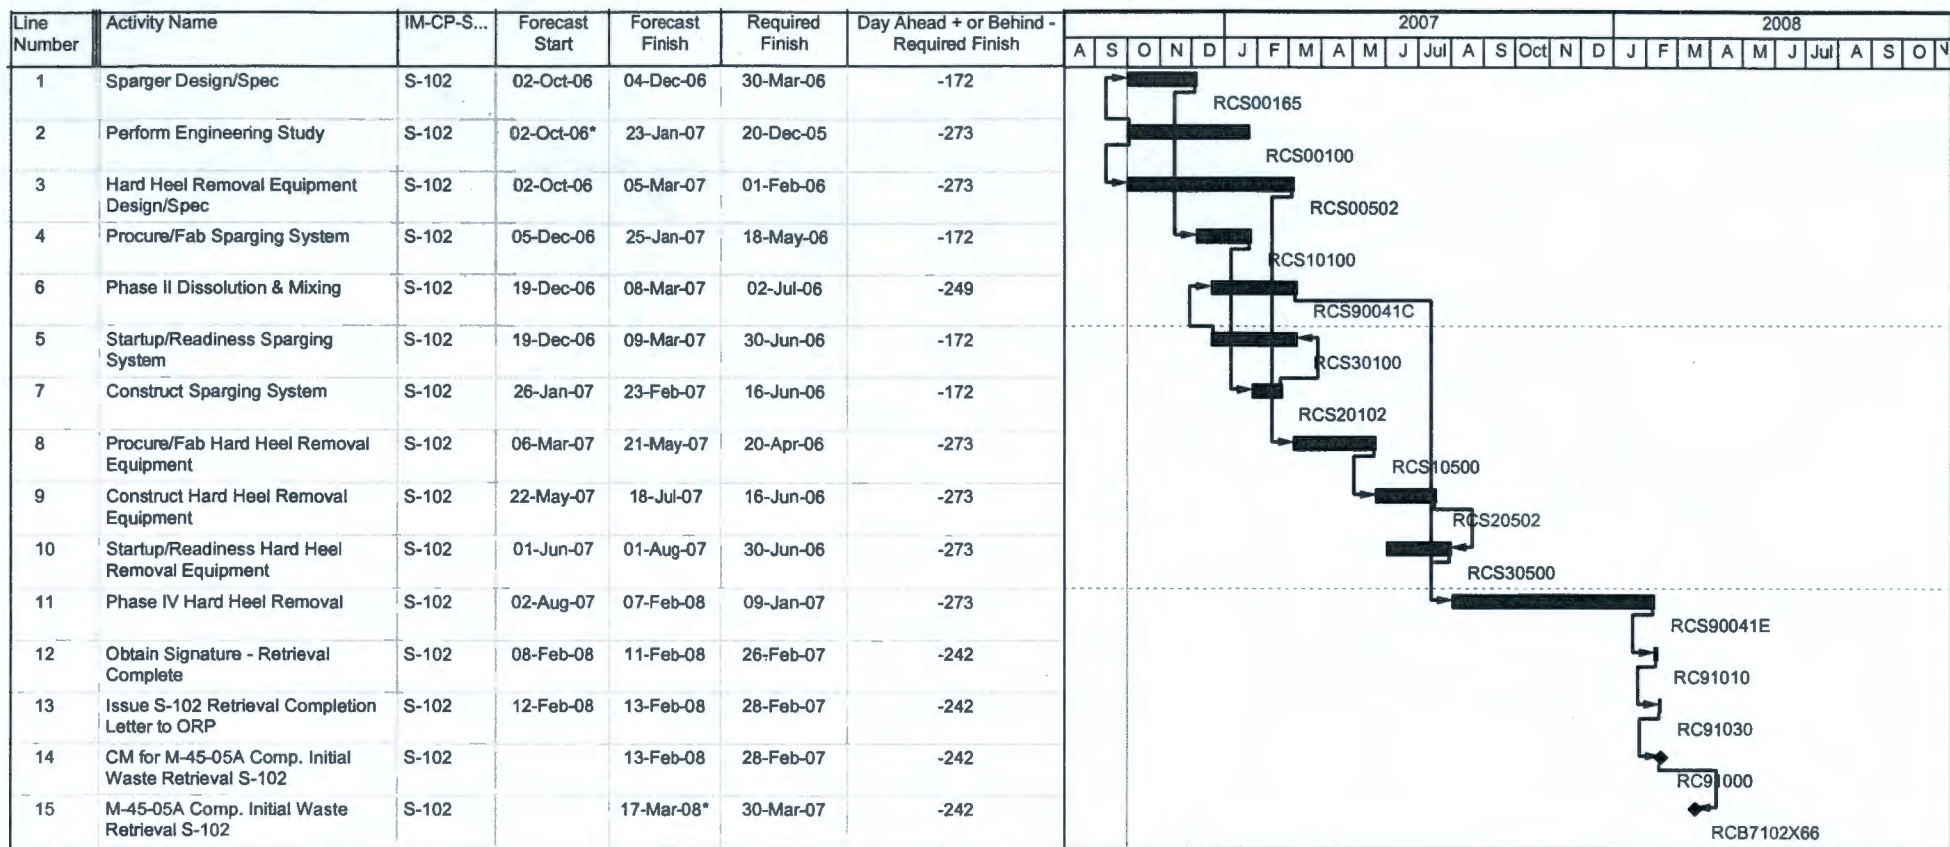 Line Number | Activity Name | IM-CP-S... | Forecast Start | Forecast Finish | Required Finish | Day Ahead + or Behind - Required Finish
2007 2008
A S O N D J F M A M J Jul A S Oct N D J F M A M J Jul A S O N
1 Sparger Design/Spec S-102 02-Oct-06 04-Dec-06 30-Mar-06 -172
RCS00165
2 Perform Engineering Study S-102 02-Oct-06* 23-Jan-07 20-Dec-05 -273
RCS00100
3 Hard Heel Removal Equipment Design/Spec S-102 02-Oct-06 05-Mar-07 01-Feb-06 -273
RCS00502
4 Procure/Fab Sparging System S-102 05-Dec-06 25-Jan-07 18-May-06 -172
RCS10100
6 Phase II Dissolution & Mixing S-102 19-Dec-06 08-Mar-07 02-Jul-06 -249
RCS90041C
5 Startup/Readiness Sparging System S-102 19-Dec-06 09-Mar-07 30-Jun-06 -172
RCS30100
7 Construct Sparging System S-102 26-Jan-07 23-Feb-07 16-Jun-06 -172
RCS20102
8 Procure/Fab Hard Heel Removal Equipment S-102 06-Mar-07 21-May-07 20-Apr-06 -273
RCS10500
9 Construct Hard Heel Removal Equipment S-102 22-May-07 18-Jul-07 16-Jun-06 -273
RCS20502
10 Startup/Readiness Hard Heel Removal Equipment S-102 01-Jun-07 01-Aug-07 30-Jun-06 -273
RCS30500
11 Phase IV Hard Heel Removal S-102 02-Aug-07 07-Feb-08 09-Jan-07 -273
RCS90041E
12 Obtain Signature - Retrieval Complete S-102 08-Feb-08 11-Feb-08 26-Feb-07 -242
RC91010
13 Issue S-102 Retrieval Completion Letter to ORP S-102 12-Feb-08 13-Feb-08 28-Feb-07 -242
RC91030
14 CM for M-45-05A Comp. Initial Waste Retrieval S-102 S-102 13-Feb-08 28-Feb-07 -242
RC91000
15 M-45-05A Comp. Initial Waste Retrieval S-102 S-102 17-Mar-08* 30-Mar-07 -242
RCB7102X66